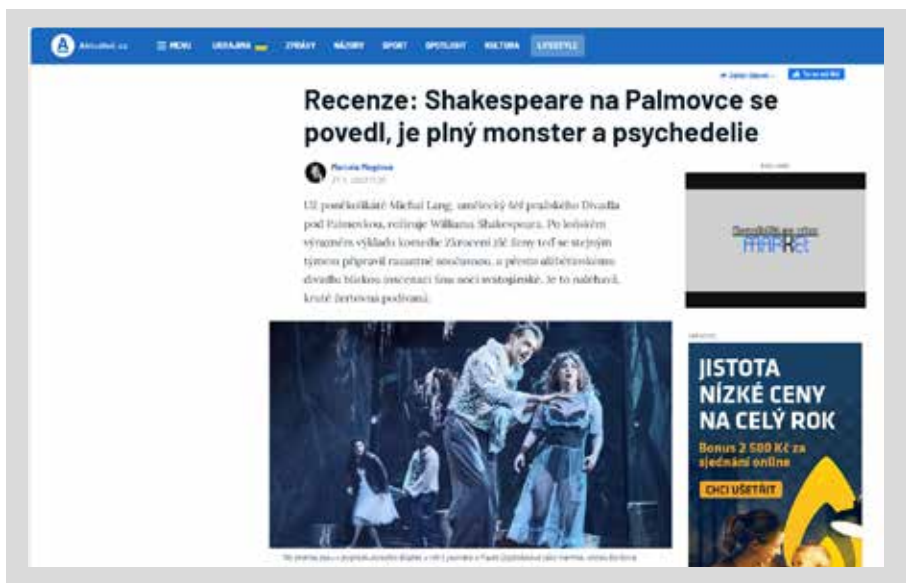 Aktuálně.cz MENU UKRAJINA ZPRÁVY NÁZORY SPORT SPOTLIGHT KULTURA LIFESTYLE
Recenze: Shakespeare na Palmovce se
povedl, je plný monster a psychedelie
Už poněkolikáté Michal Lang, umělecký šéf pražského Divadla
pod Palmovkou, režíruje Williama Shakespeara. Po loňském
výrazném výkladu komedie Zkrocení zlé ženy teď se stejným
týmem připravil razantně současnou, a přesto alžbětinskému
divadlu blízkou inscenaci Snu noci svatojánské. Je to naléhavá,
krutě žertovná podívaná.
JISTOTA
NÍZKÉ CENY
NA CELÝ ROK
Bonus 2 500 Kč za
sjednání online
CHCI UŠETŘIT